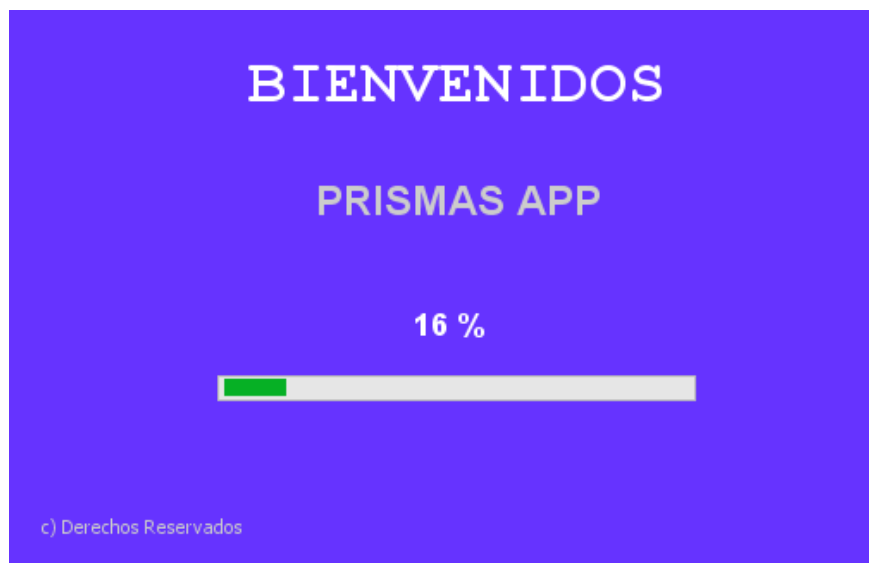 BIENVENIDOS
PRISMAS APP
16 %
c) Derechos Reservados